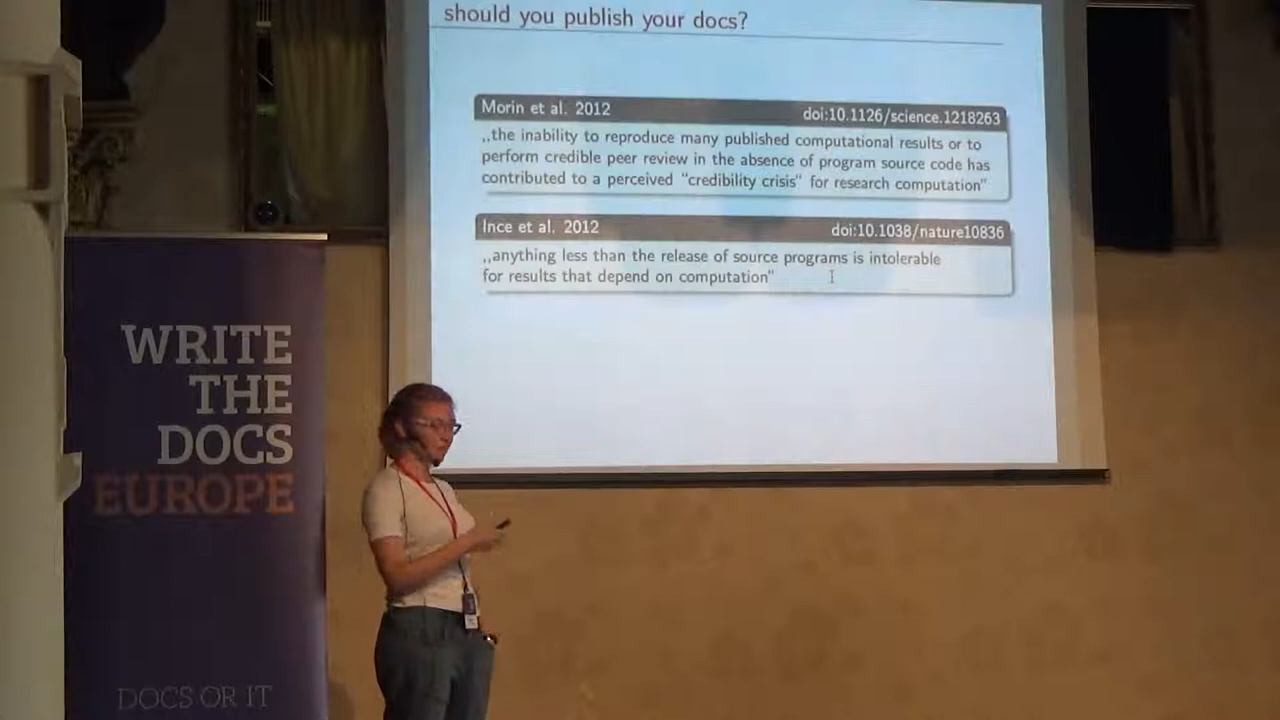 should you publish your docs?
Morin et al. 2012 doi:10.1126/science.1218263
,,the inability to reproduce many published computational results or to
perform credible peer review in the absence of program source code has
contributed to a perceived "credibility crisis" for research computation"
Ince et al. 2012 doi:10.1038/nature10836
,,anything less than the release of source programs is intolerable
for results that depend on computation"
WRITE
THE
DOCS
EUROPE
DOCS OR IT